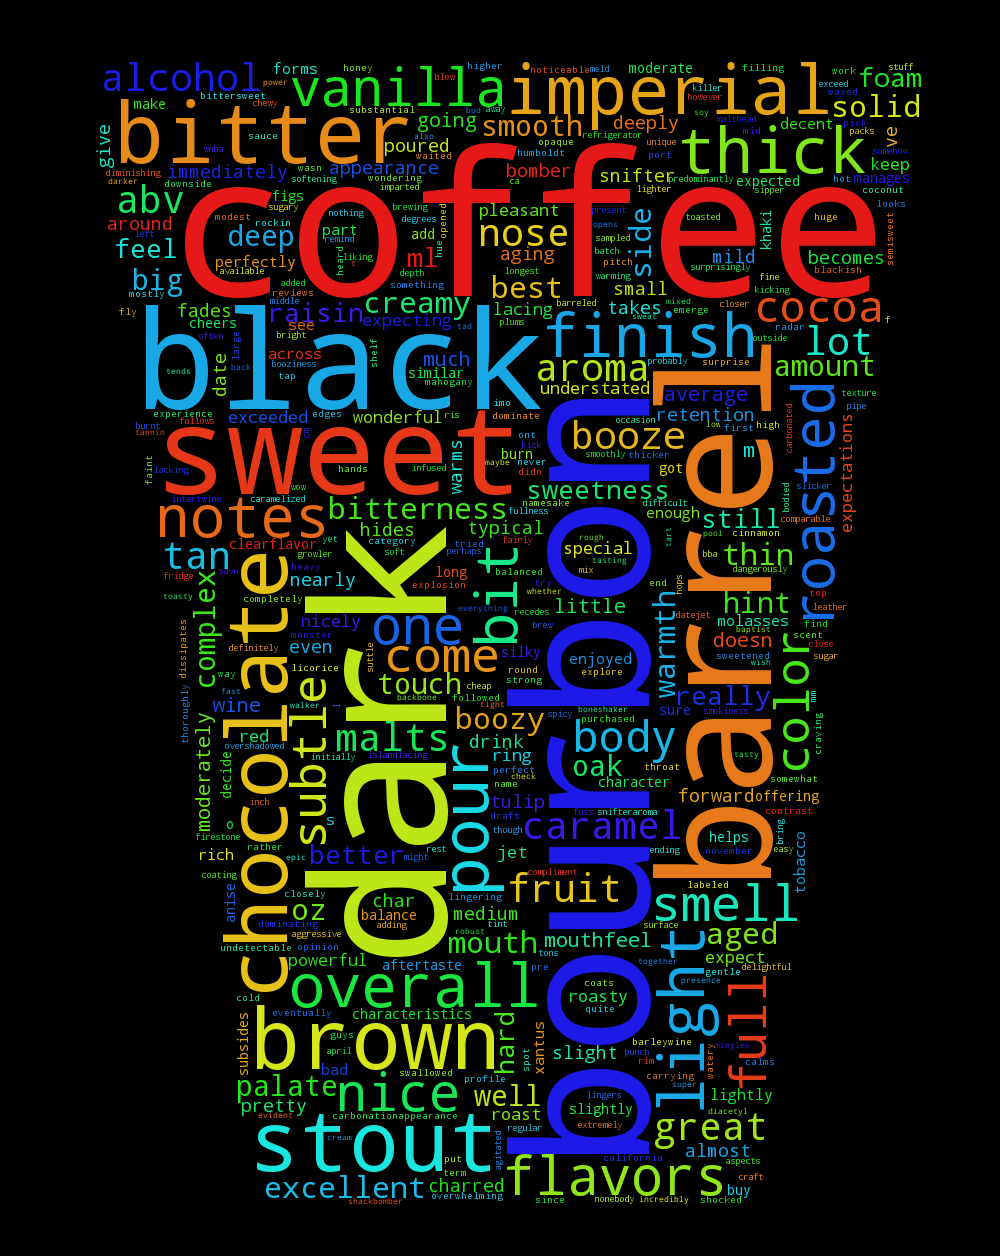 alcohol
forms
honey
higher
noticeable
meld
moderate
filling
work
stuff
vanilla
imperial
foam
bittersweet
power
chewy
blew
killer
exceed
waxed
make
substantial
bud
away
however
soy
malthead
solid
bitter
going
smooth
deeply
decent
pick
packs
give
sauce
also
refrigerator
mid
ve
wnba
poured
opaque
unique
thick
somehow
diminishing
wasn
waited
humboldt
port
expected
keep
darker
immediately
appearance
bomber
snifter
predominantly
hot
manages
downside
softening
wondering
ca
lighter
sipper
coconut
abv
figs
imparted
coffee
sugary
brewing
pleasant
present
toasted
huge
looks
around
modest
rockin
nothing
degrees
opened
opens
khaki
feel
deep
part
add
hue
nose
sampled
side
semisweet
left
remind
batch
mild
becomes
perfectly
heard
liking
t
ml
aging
pitch
surprisingly
blackish
big
available
depth
longest
warming
fine
kicking
mostly
added
reviews
something
best
small
closer
creamy
barreled
mixed
cocoa
fly
fades
middle
raisin
lacing
takes
emerge
radar
f
cheers
bright
see
expecting
tad
plums
sweat
outside
lot
often
booziness
black
finish
large
back
across
tap
shelf
much
similar
mahogany
aroma
probably
surprise
amount
tends
date
understated
average
texture
experience
exceeded
edges
wonderful
ris
imo
dominate
occasion
retention
low
first
high
roasted
pipe
burnt
follows
tannin
old
sweet
ont
kick
booze
smoothly
thicker
m
carbonated
expectations
faint
lacking
hands
infused
warms
burn
never
didn
got
slicker
wow
maybe
bourbon
barrel
intertwine
caramelized
fullness
sweetness
namesake
difficult
bodied
notes
bitterness
enough
still
cinnamon
comparable
yet
hides
typical
rough
tart
pool
clearflavor
category
tried
special
bba
thin
tan
growler
soft
fairly
perhaps
tasting
dangerously
fridge
heavy
nearly
long
balanced
mix
end
hops
top
toasty
save
explosion
try
hint
leather
completely
everything
whether
complex
bit
recedes
little
datejet
molasses
find
dissipates
nicely
one
brew
doesn
scent
monster
suttle
baptist
close
definitely
even
silky
enjoyed
warmth
sweetened
color
chocolate
dark
come
round
explore
wish
sugar
licorice
way
touch
cheap
strong
really
mm
thoroughly
fast
wine
walker
1
backbone
followed
tight
boneshaker
sure
smokiness
craving
subtle
boozy
spicy
purchased
red
malts
drink
body
overshadowed
initially
islandlacing
ring
tasty
moderately
decide
pour
perfect
oak
throat
somewhat
check
character
name
forward
offering
inch
tulip
caramel
fuss
snifteraroma
contrast
o
s
draft
bring
firestone
though
helps
easy
rather
epic
better
might
rest
jet
pending
november
tobacco
rich
coating
compliment
closely
lingering
fruit
labeled
anise
oz
char
medium
smell
dominating
balance
tint
surface
aggressive
adding
robust
mouth
mouthfeel
aged
undetectable
opinion
tons
light
powerful
aftertaste
pre
together
expect
gentle
delightful
cold
overall
coats
presence
full
roasty
eventually
characteristics
quite
subsides
brown
hard
xantus
punch
barleywine
watery
mingles
guys
april
spot
slight
rim
calms
bad
swallowed
carrying
palate
profile
super
nice
well
lingers
lightly
pretty
evident
carbonationappearance
roast
slightly
diacetyl
stout
regular
extremely
great
cream
agitated
put
california
almost
aspects
term
flavors
craft
excellent
charred
overwhelming
buy
shackbomber
since
nonebody
incredibly
shocked